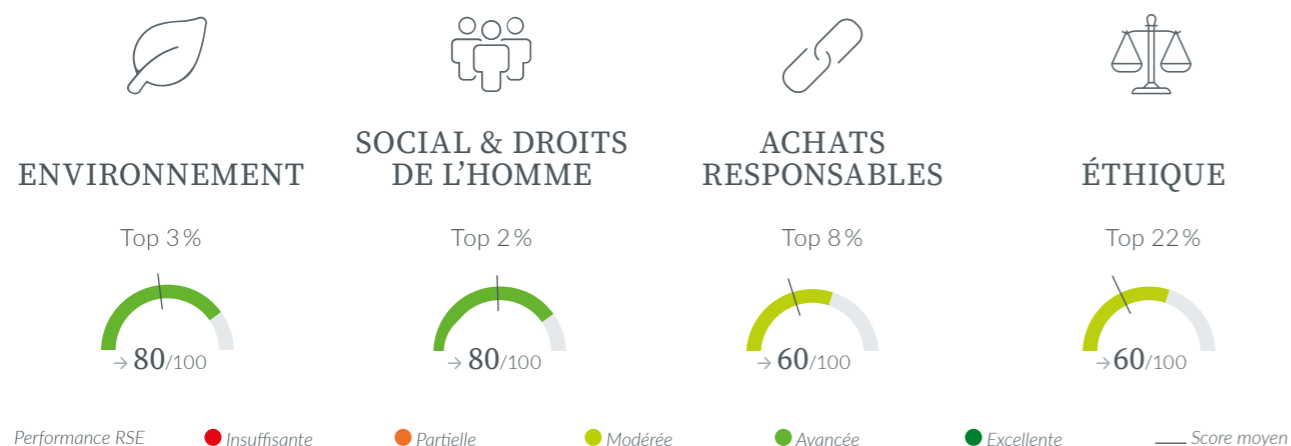 ENVIRONNEMENT
Top 3 %
→ 80/100
SOCIAL & DROITS
DE L’HOMME
Top 2 %
→ 80/100
ACHATS
RESPONSABLES
Top 8 %
→ 60/100
ÉTHIQUE
Top 22 %
→ 60/100
Performance RSE Insuffisante Partielle Modérée Avancée Excellente Score moyen